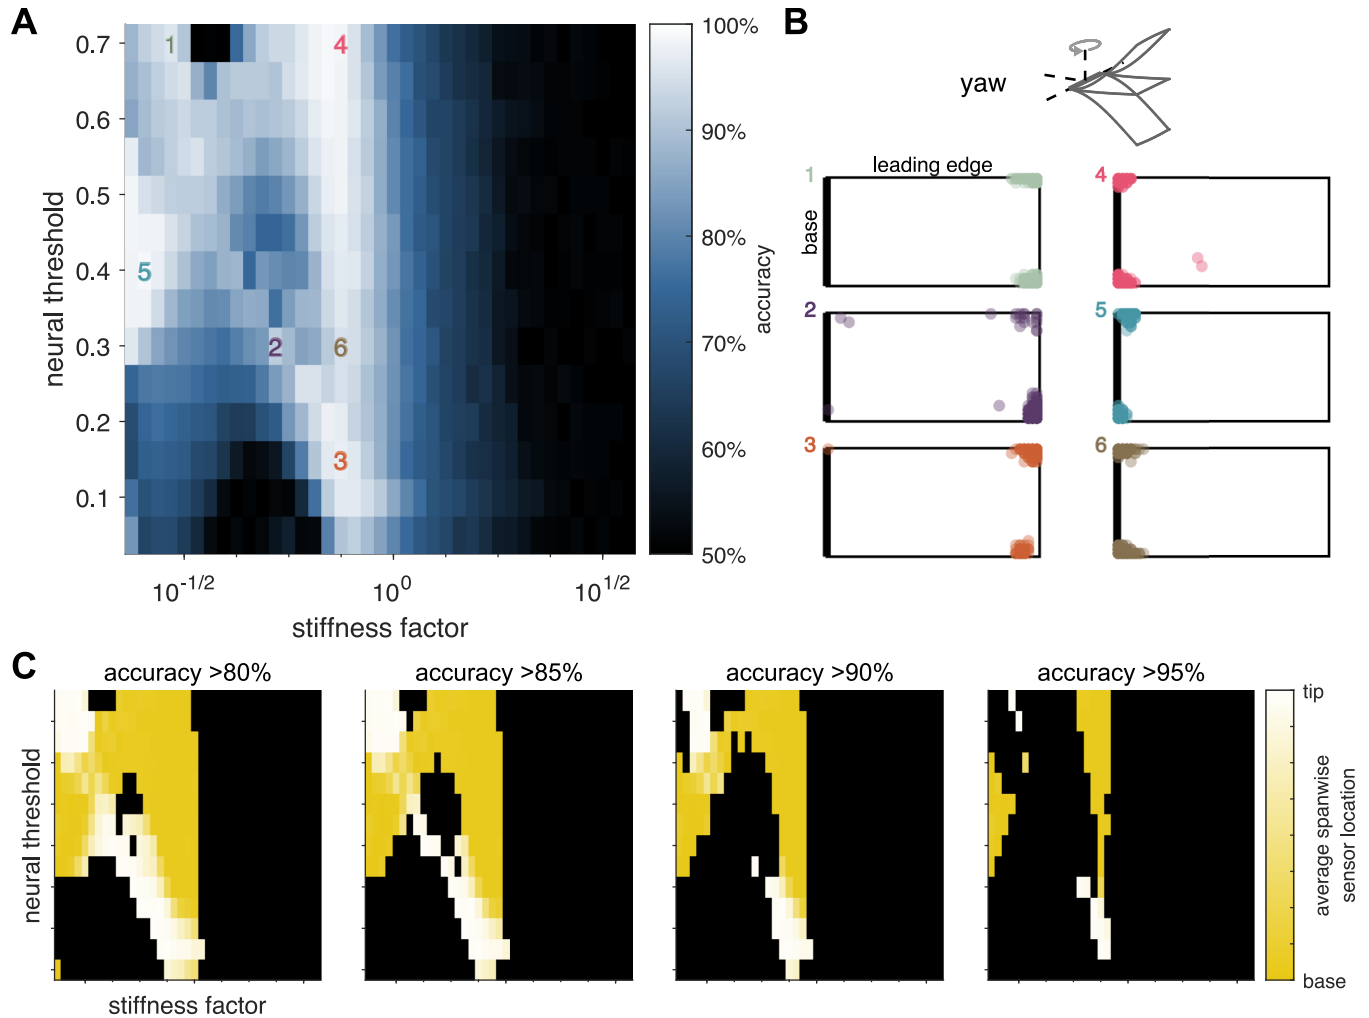 A
0.7
0.6
0.5
0.4
0.3
0.2
0.1
neural threshold
1
4
5
2
6
3
10^-1/2
10^0
10^1/2
stiffness factor
100%
90%
80%
70%
60%
50%
accuracy
B
yaw
leading edge
base
1
4
2
5
3
6
C
accuracy >80%
accuracy >85%
accuracy >90%
accuracy >95%
neural threshold
stiffness factor
tip
base
average spanwise
sensor location